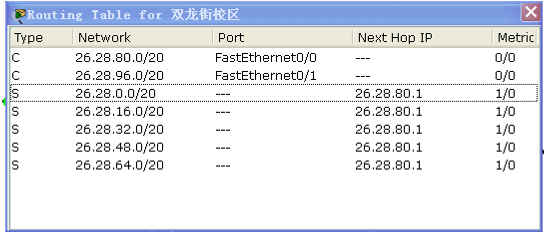 Routing Table for 双龙街校区
Type Network Port Next Hop IP Metric
C 26.28.80.0/20 FastEthernet0/0 --- 0/0
C 26.28.96.0/20 FastEthernet0/1 --- 0/0
S 26.28.0.0/20 --- 26.28.80.1 1/0
S 26.28.16.0/20 --- 26.28.80.1 1/0
S 26.28.32.0/20 --- 26.28.80.1 1/0
S 26.28.48.0/20 --- 26.28.80.1 1/0
S 26.28.64.0/20 --- 26.28.80.1 1/0